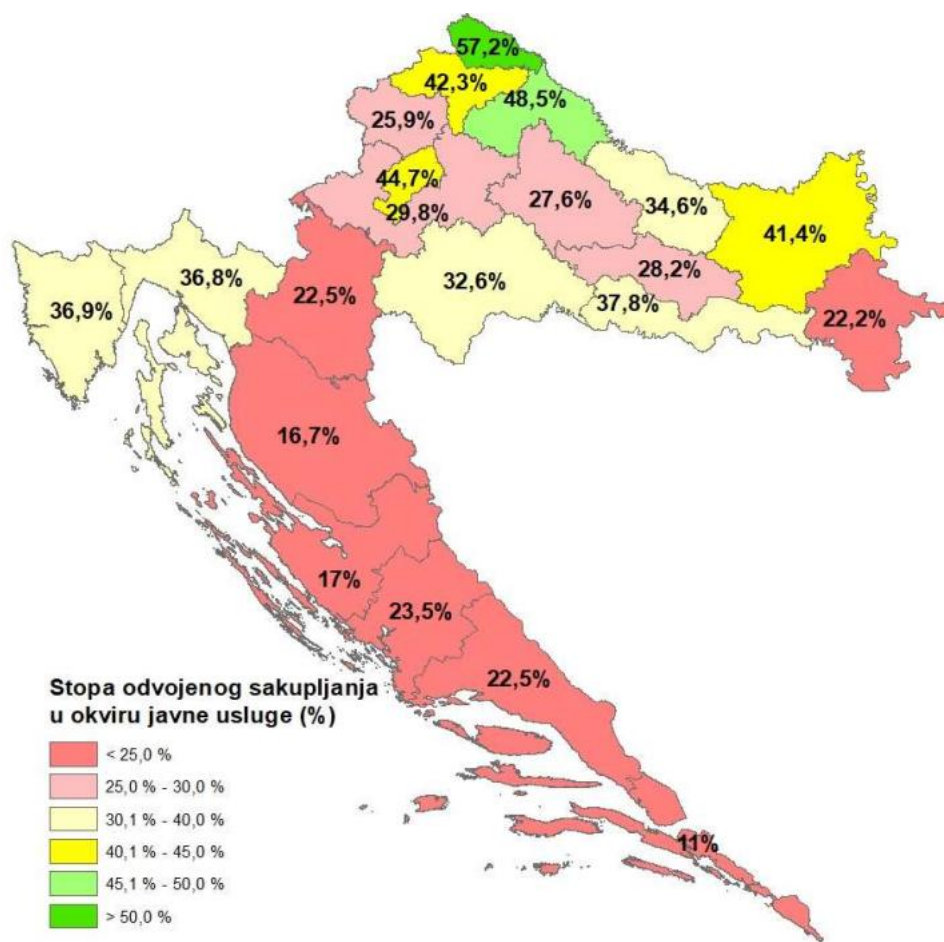 57,2%
42,3%
48,5%
25,9%
44,7%
29,8%
27,6%
34,6%
41,4%
28,2%
36,8%
36,9%
22,5%
32,6%
37,8%
22,2%
16,7%
17%
23,5%
22,5%
11%
Stopa odvojenog sakupljanja
u okviru javne usluge (%)
< 25,0 %
25,0 % - 30,0 %
30,1 % - 40,0 %
40,1 % - 45,0 %
45,1 % - 50,0 %
> 50,0 %